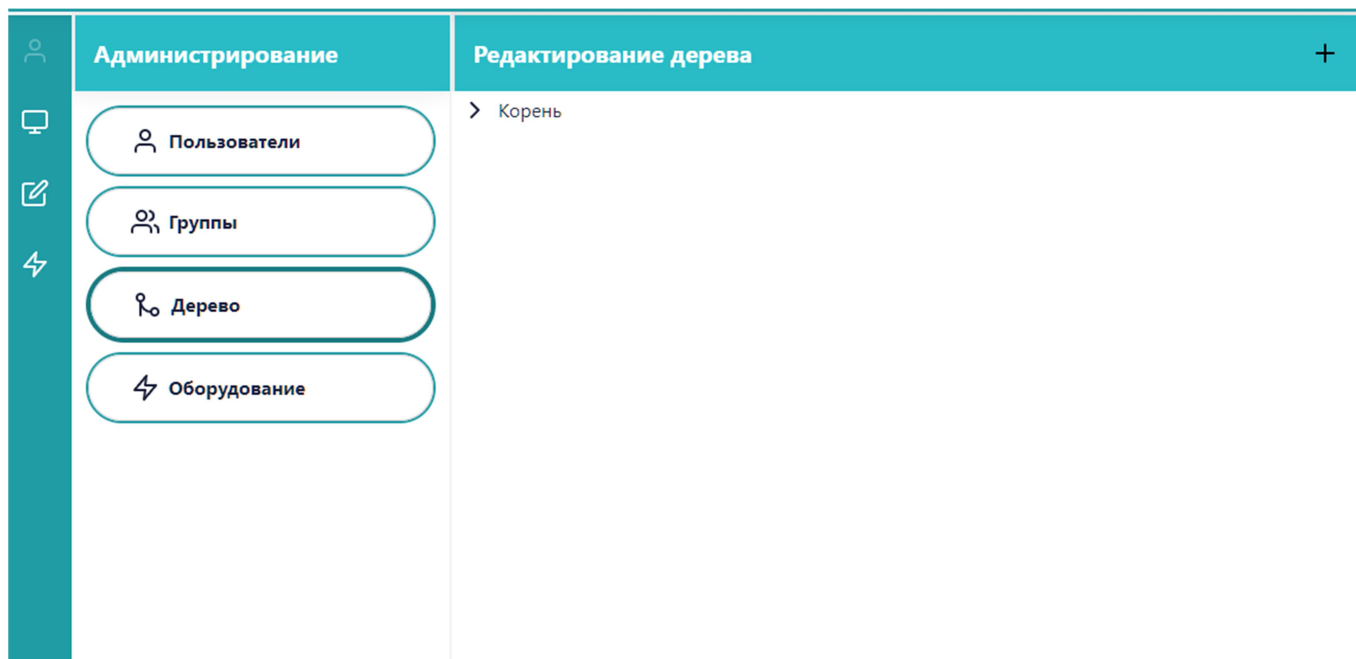 Администрирование
Редактирование дерева
Пользователи
Группы
Дерево
Оборудование
Корень